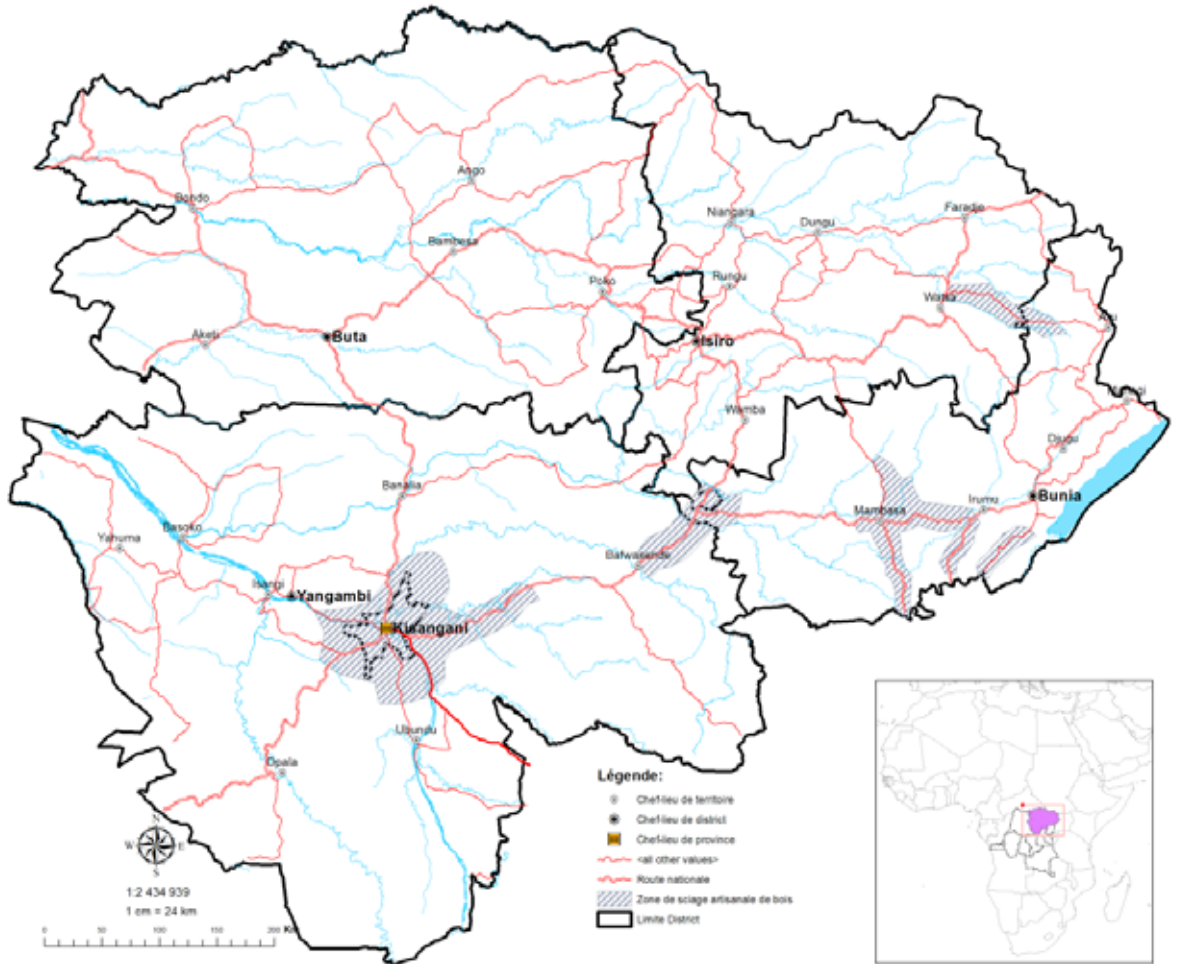 Ango
Bondo
Niangara
Dungu
Faradje
Bambesa
Poko
Rungu
Watsa
Aketi
Buta
Isiro
Wamba
Djugu
Banalia
Bunia
Irumu
Mambasa
Basoko
Yahuma
Bafwasende
Isangi
Yangambi
Kisangani
Ubundu
Opala
Légende:
Chef-lieu de territoire
Chef-lieu de district
Chef-lieu de province
<all other values>
Route nationale
Zone de sciage artisanale de bois
Limite District
N
W
E
S
1:2 434 939
1 cm = 24 km
0 50 100 200 Km